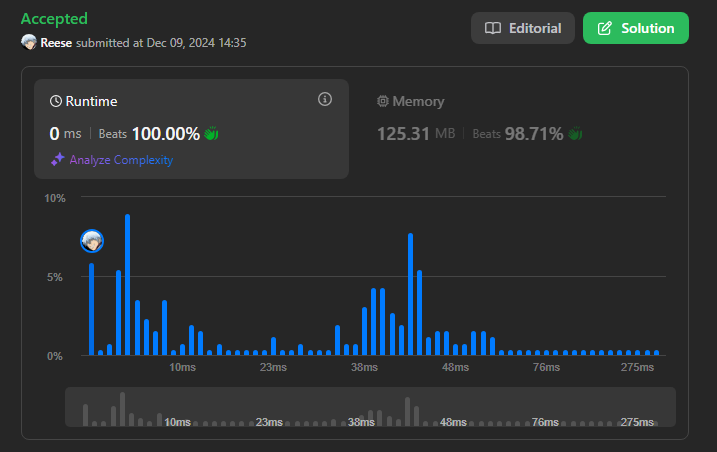 Accepted
Reese submitted at Dec 09, 2024 14:35
Editorial
Solution
Runtime
0 ms | Beats 100.00%
Analyze Complexity
Memory
125.31 MB | Beats 98.71%
10%
5%
0%
10ms 23ms 38ms 48ms 76ms 275ms
10ms 23ms 38ms 48ms 76ms 275ms